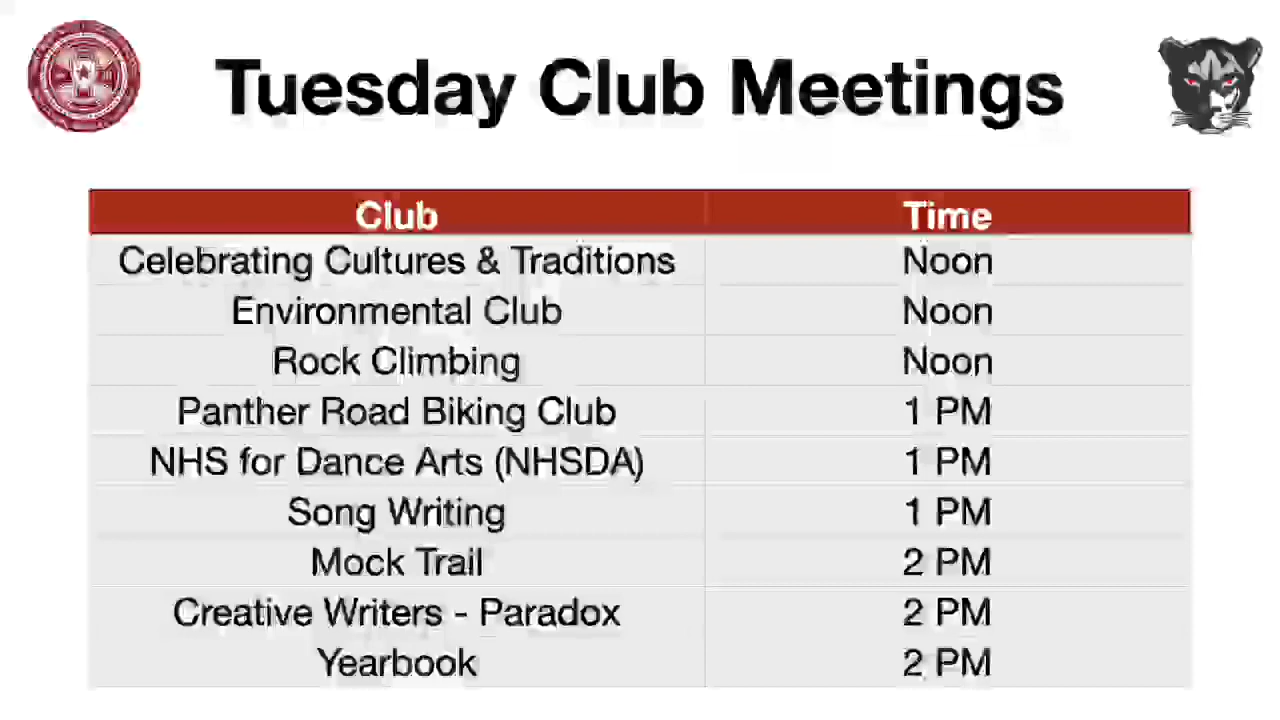 Tuesday Club Meetings
Club Time
Celebrating Cultures & Traditions Noon
Environmental Club Noon
Rock Climbing Noon
Panther Road Biking Club 1 PM
NHS for Dance Arts (NHSDA) 1 PM
Song Writing 1 PM
Mock Trail 2 PM
Creative Writers - Paradox 2 PM
Yearbook 2 PM